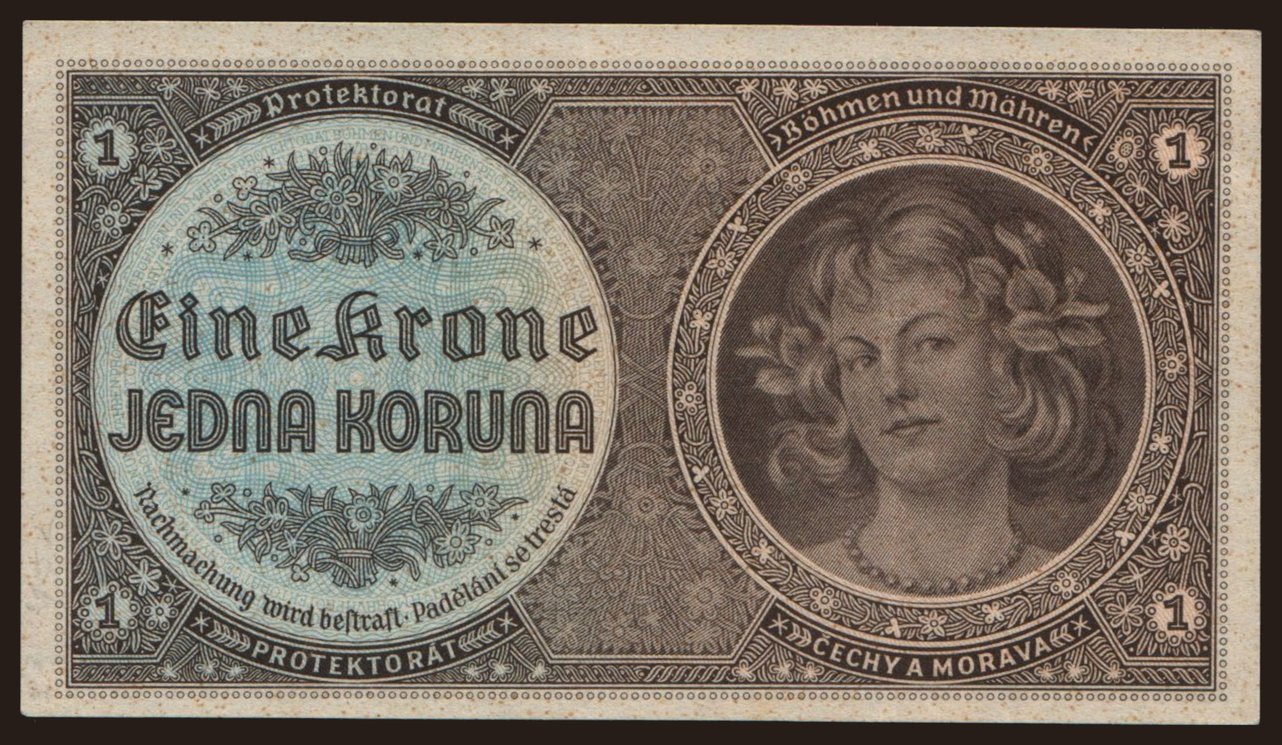 Protektorat
Böhmen und Mähren
1
1
Eine Krone
JEDNA KORUNA
Nachmachung wird bestraft · Padělání se trestá
1
1
PROTEKTORÁT
ČECHY A MORAVA